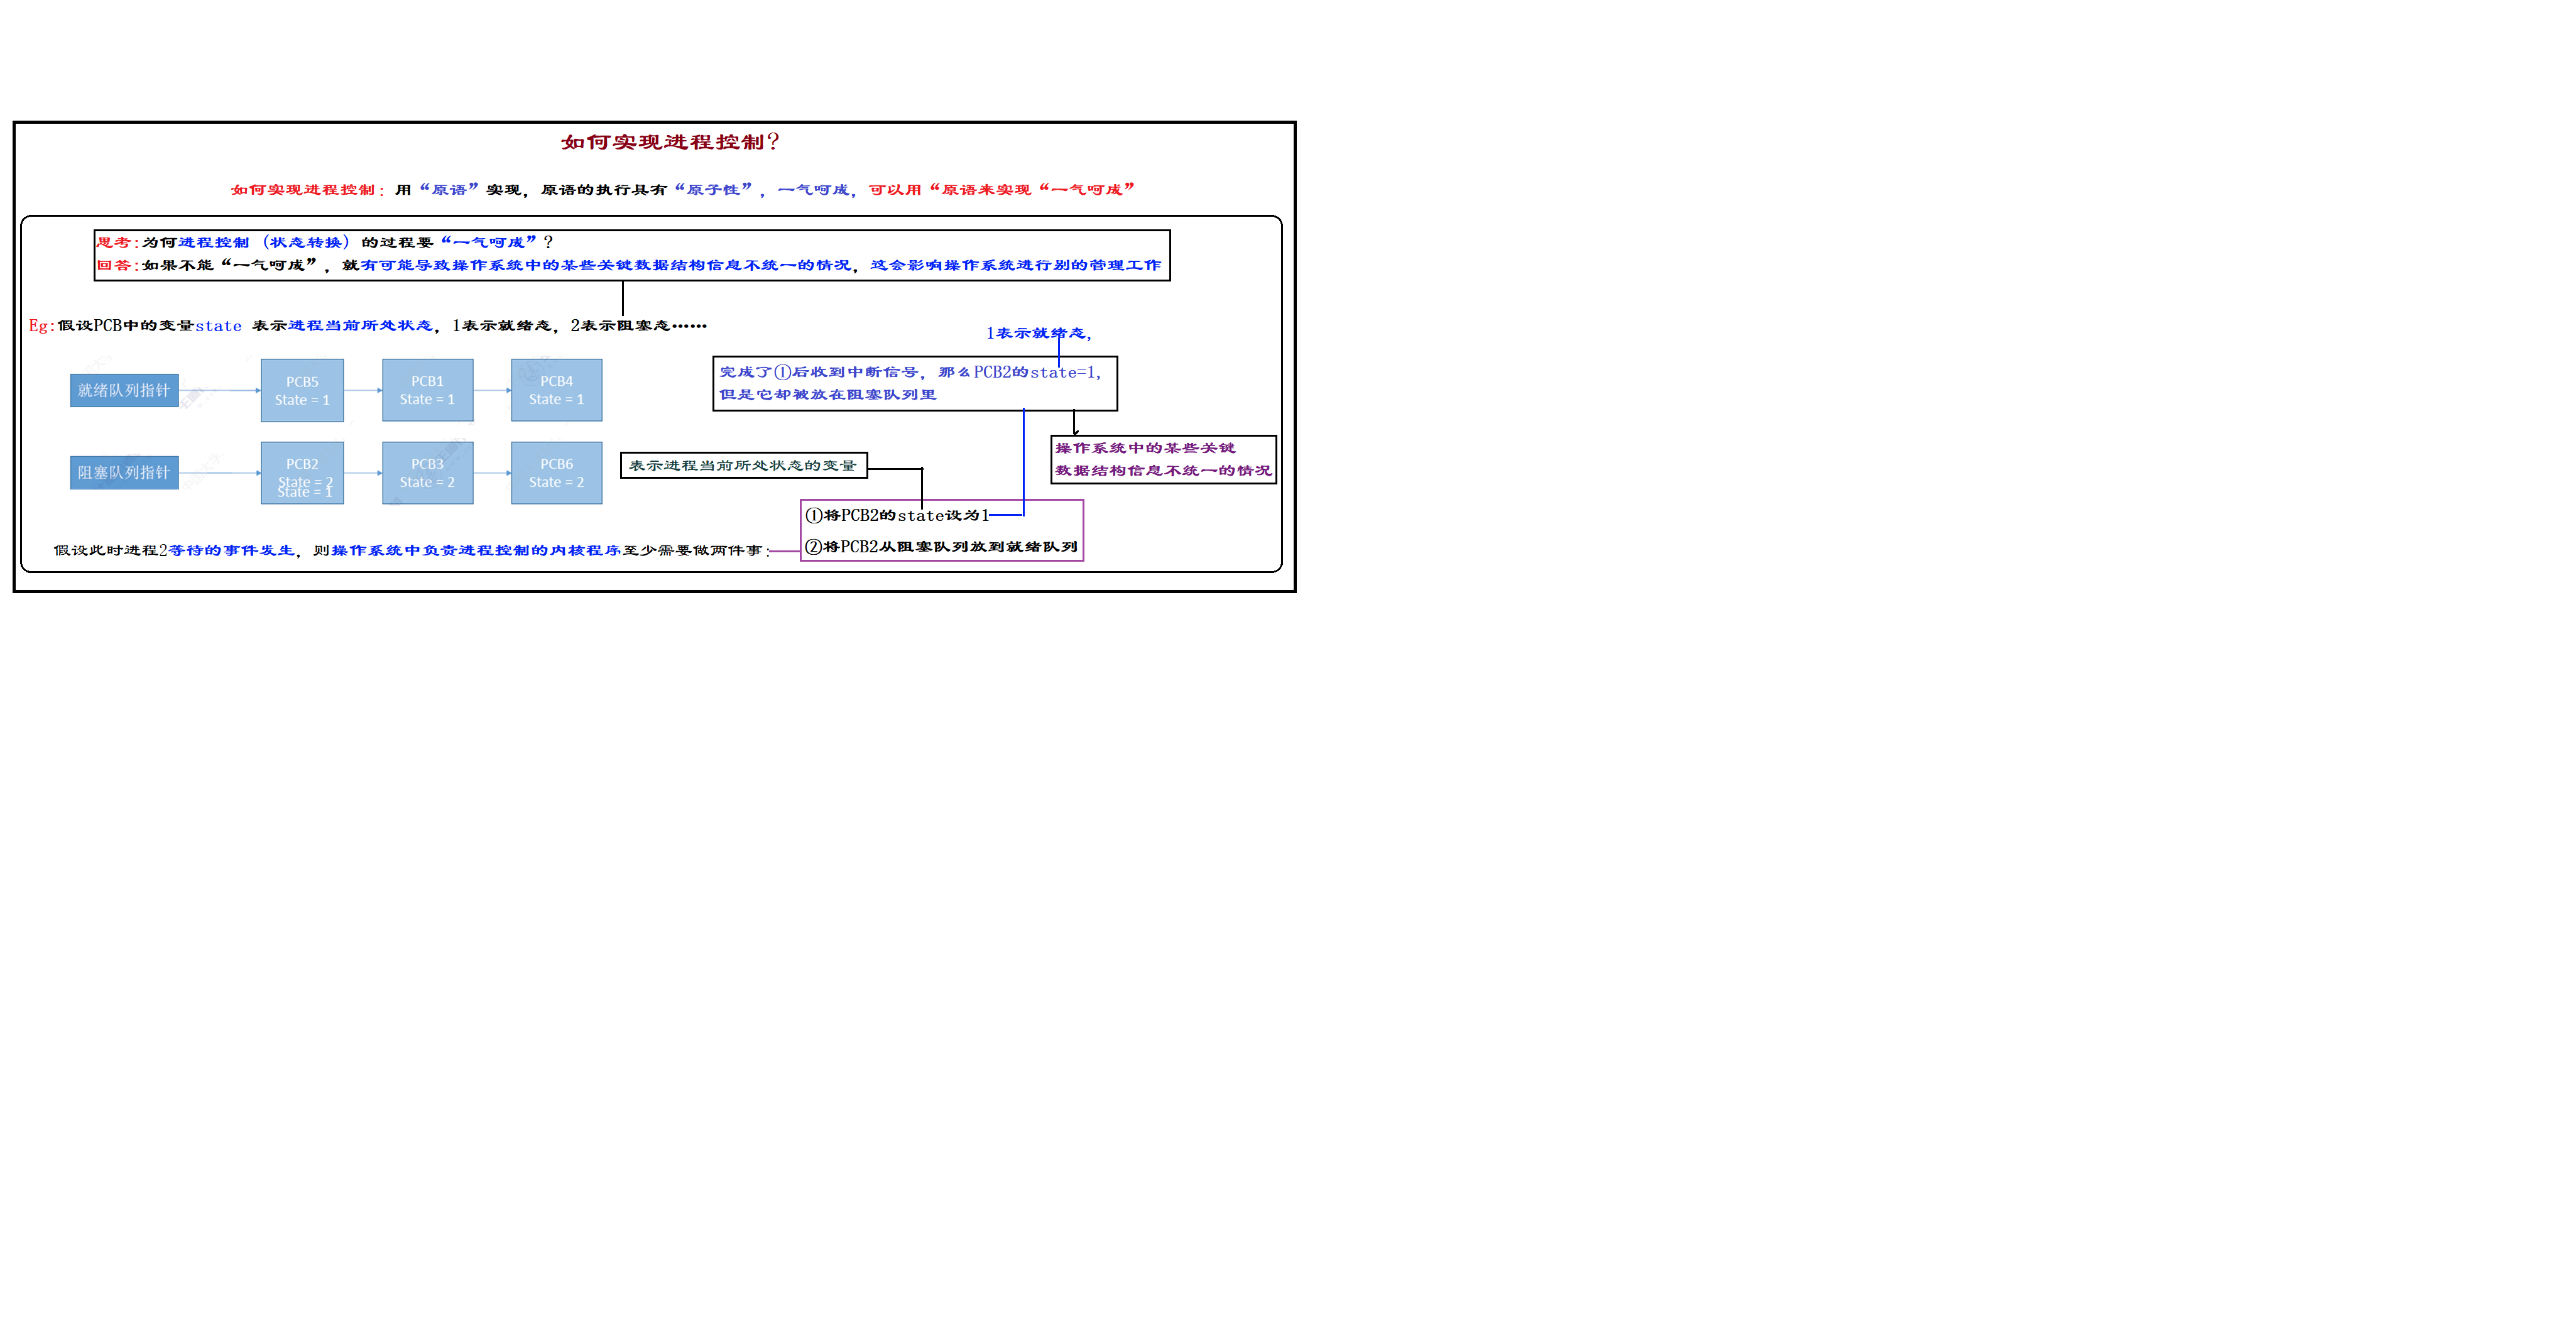 如何实现进程控制?
如何实现进程控制：用“原语”实现，原语的执行具有“原子性”，一气呵成，可以用“原语来实现“一气呵成”
思考:为何进程控制（状态转换）的过程要“一气呵成”?
回答:如果不能“一气呵成”，就有可能导致操作系统中的某些关键数据结构信息不统一的情况，这会影响操作系统进行别的管理工作
Eg:假设PCB中的变量state 表示进程当前所处状态，1表示就绪态，2表示阻塞态……
1表示就绪态,
就绪队列指针
PCB5
State = 1
PCB1
State = 1
PCB4
State = 1
完成了①后收到中断信号，那么PCB2的state=1,
但是它却被放在阻塞队列里
操作系统中的某些关键
数据结构信息不统一的情况
阻塞队列指针
PCB2
State = 2
State = 1
PCB3
State = 2
PCB6
State = 2
表示进程当前所处状态的变量
①将PCB2的state设为1
②将PCB2从阻塞队列放到就绪队列
假设此时进程2等待的事件发生，则操作系统中负责进程控制的内核程序至少需要做两件事: